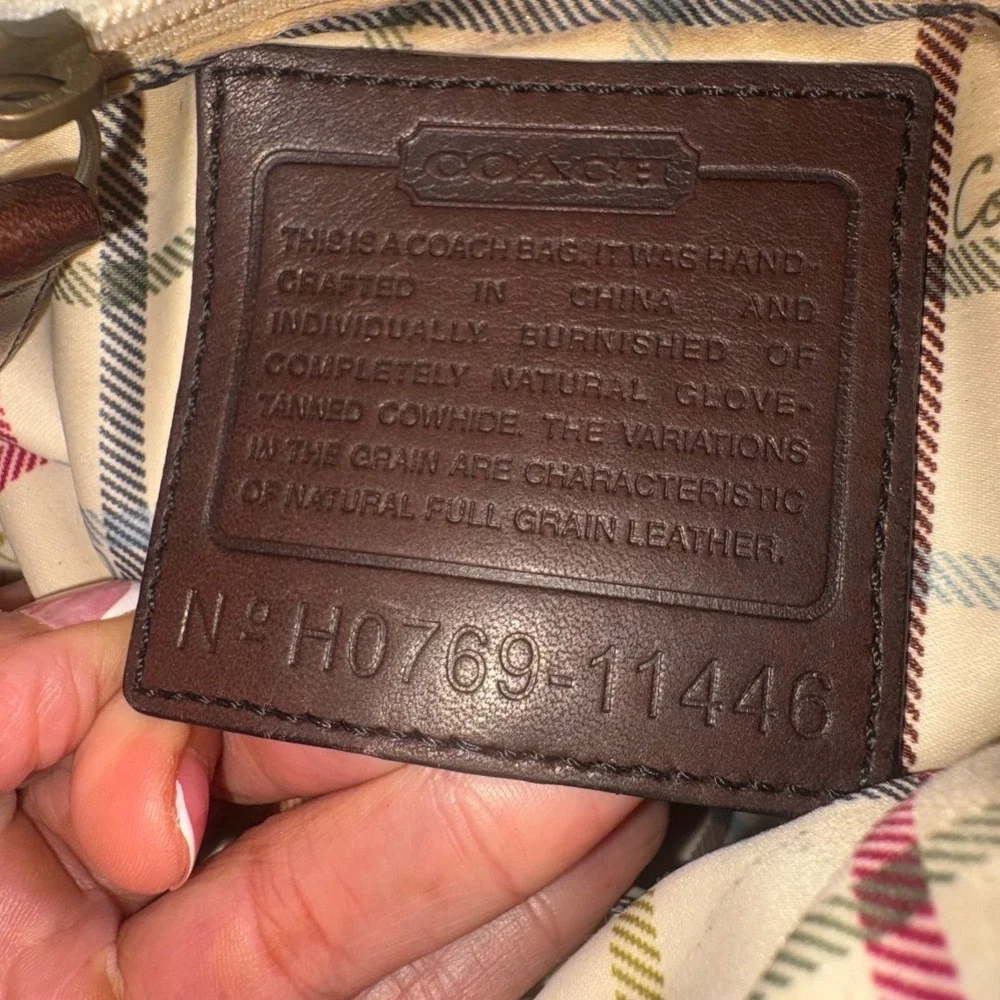 COACH
THIS IS A COACH BAG. IT WAS HAND-
CRAFTED IN CHINA AND
INDIVIDUALLY BURNISHED OF
COMPLETELY NATURAL GLOVE-
TANNED COWHIDE. THE VARIATIONS
IN THE GRAIN ARE CHARACTERISTIC
OF NATURAL FULL GRAIN LEATHER.
Nº H0769-11446